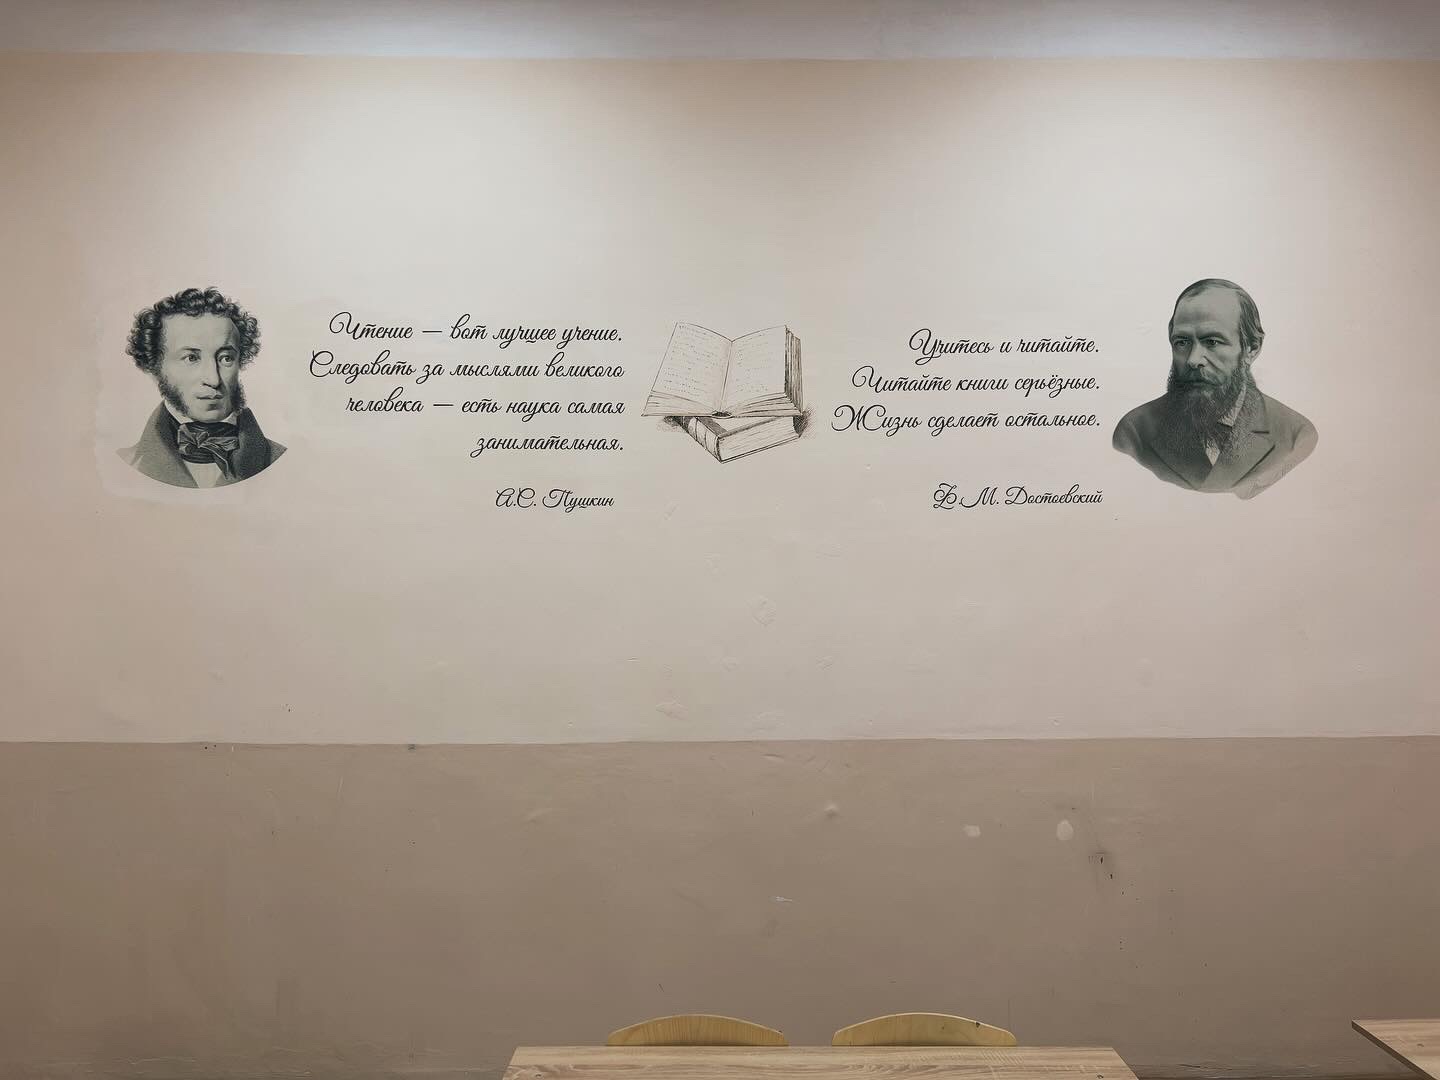 Чтение — вот лучшее учение.
Следовать за мыслями великого
человека — есть наука самая
занимательная.
А.С. Пушкин
Учитесь и читайте.
Читайте книги серьёзные.
Жизнь сделает остальное.
Ф.М. Достоевский